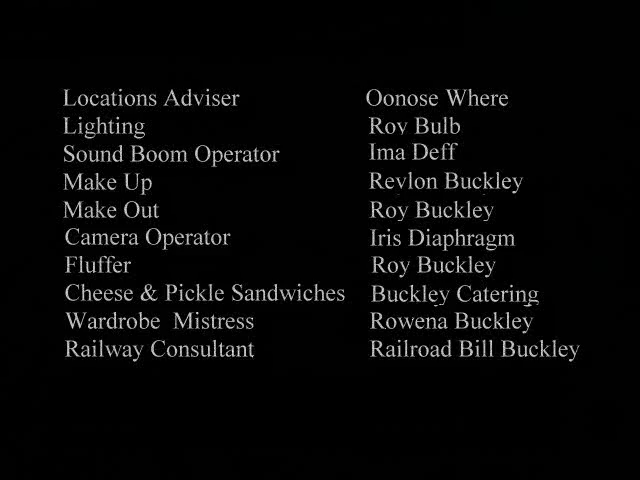 Locations Adviser Oonose Where
Lighting Roy Bulb
Sound Boom Operator Ima Deff
Make Up Revlon Buckley
Make Out Roy Buckley
Camera Operator Iris Diaphragm
Fluffer Roy Buckley
Cheese & Pickle Sandwiches Buckley Catering
Wardrobe Mistress Rowena Buckley
Railway Consultant Railroad Bill Buckley